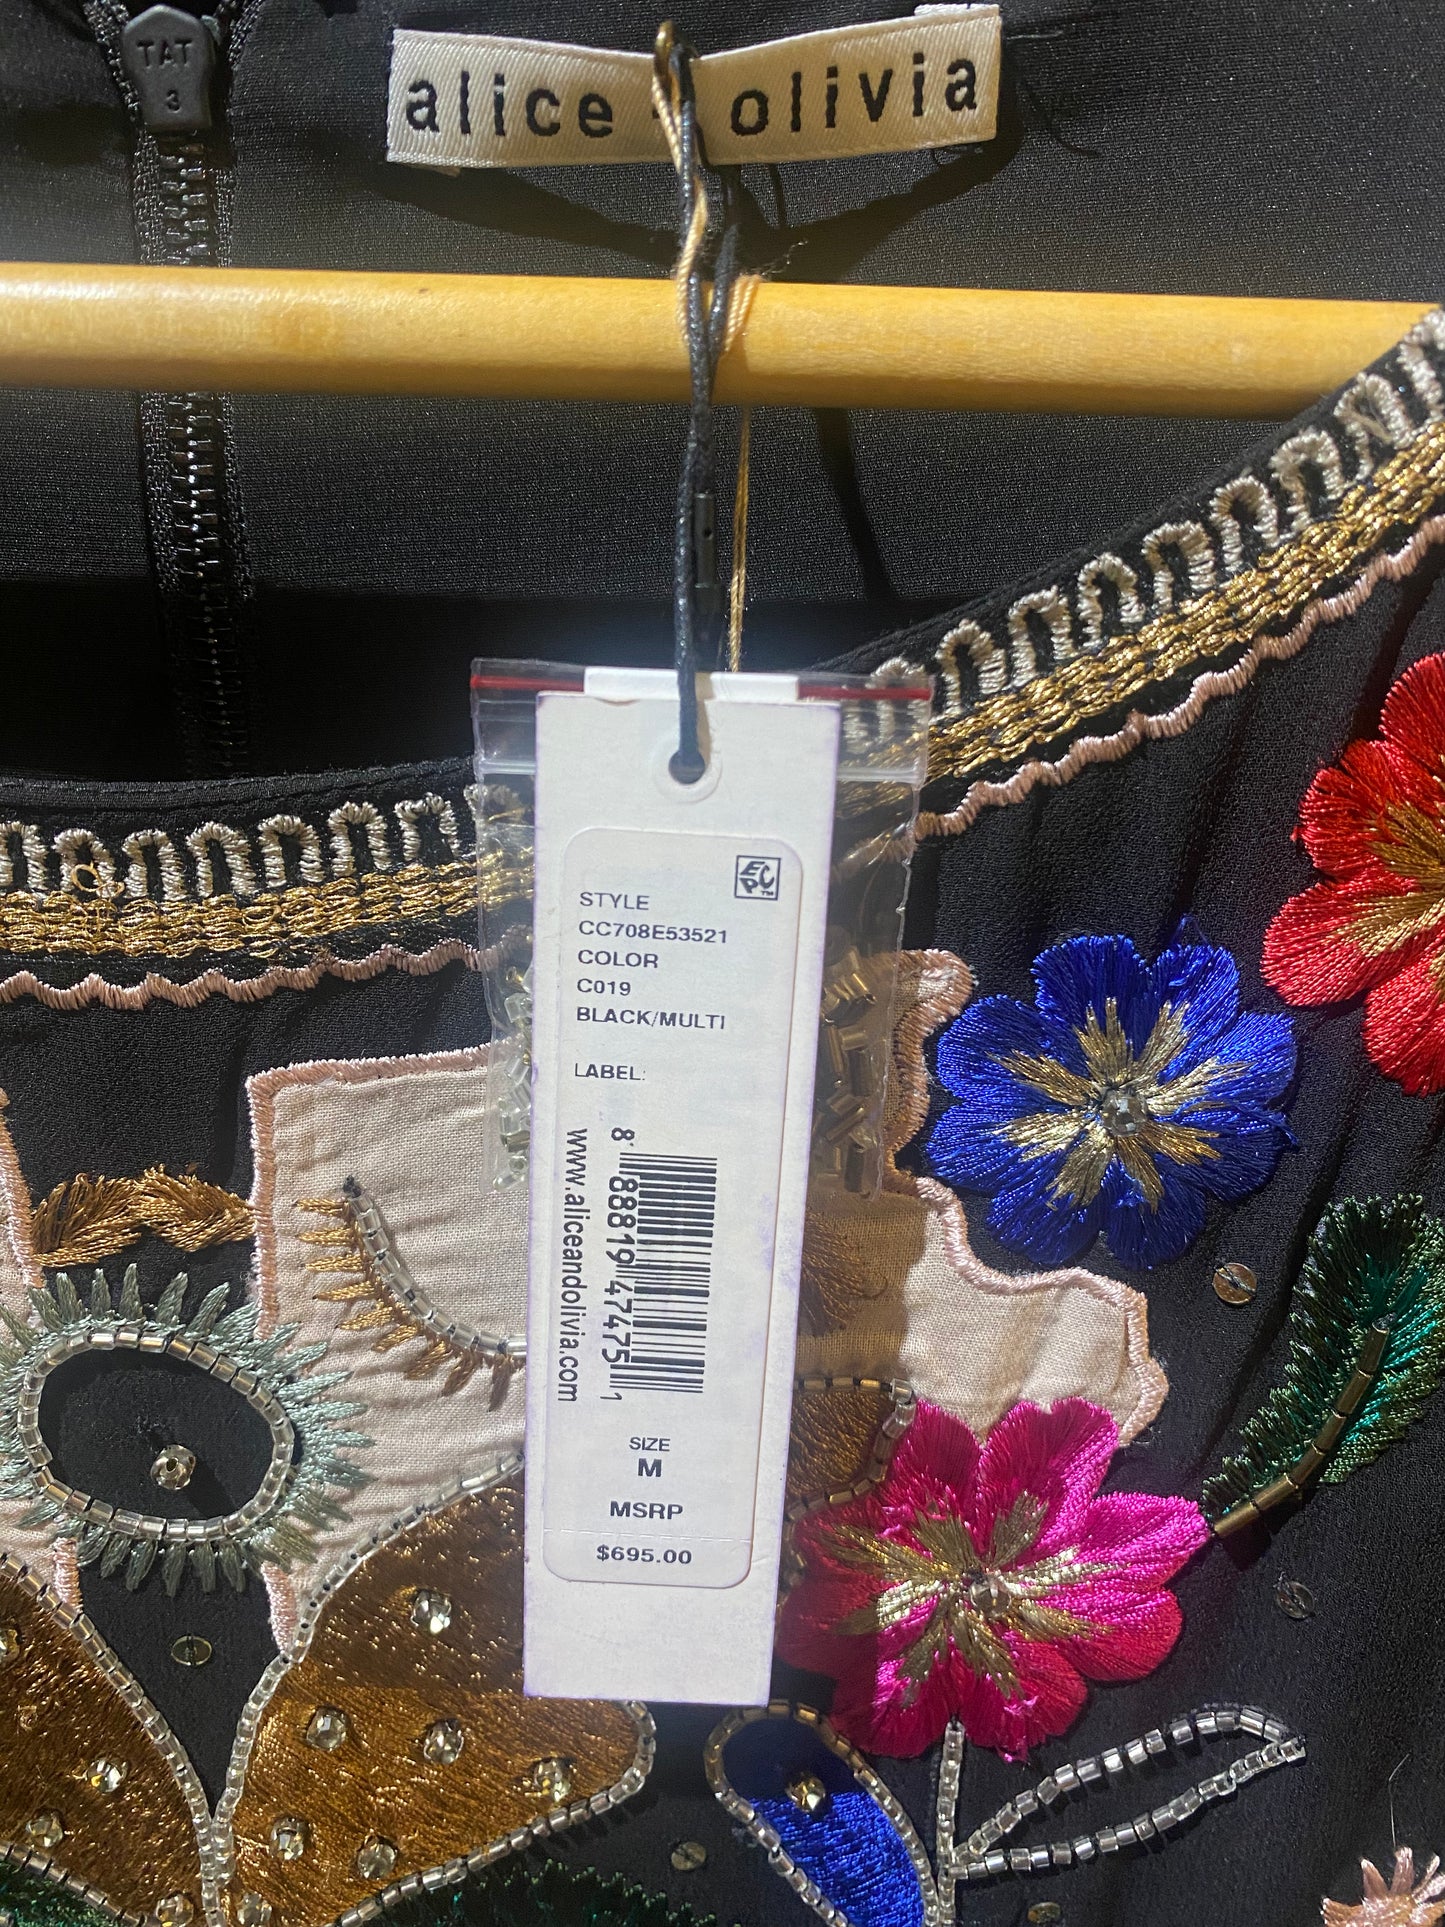 TAT
3
alice + olivia
EPC™
STYLE
CC708E53521
COLOR
C019
BLACK/MULTI
LABEL:
8 88819 47475 1
www.aliceandolivia.com
SIZE
M
MSRP
$695.00